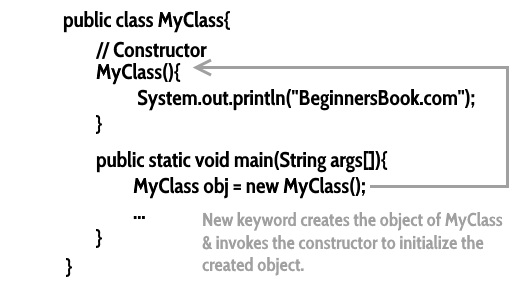 public class MyClass{
// Constructor
MyClass(){
System.out.println("BeginnersBook.com");
}
public static void main(String args[]){
MyClass obj = new MyClass();
...
}
}
New keyword creates the object of MyClass
& invokes the constructor to initialize the
created object.